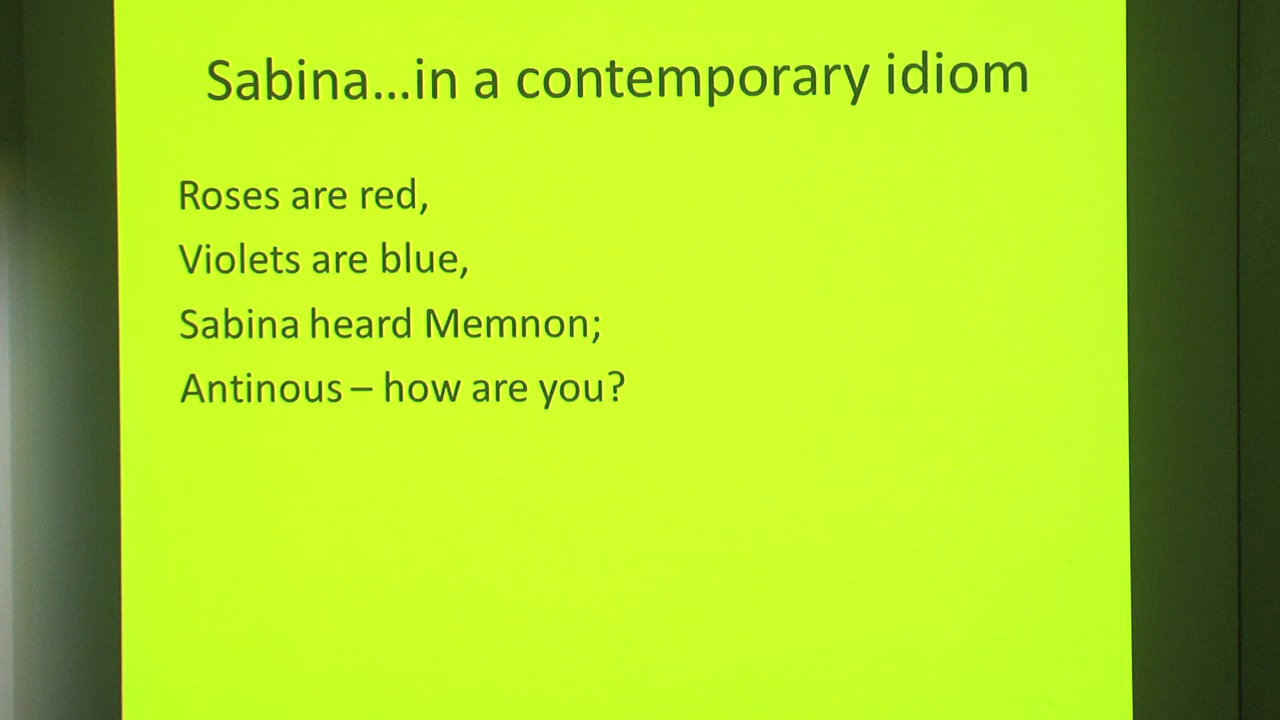 Sabina...in a contemporary idiom
Roses are red,
Violets are blue,
Sabina heard Memnon;
Antinous – how are you?